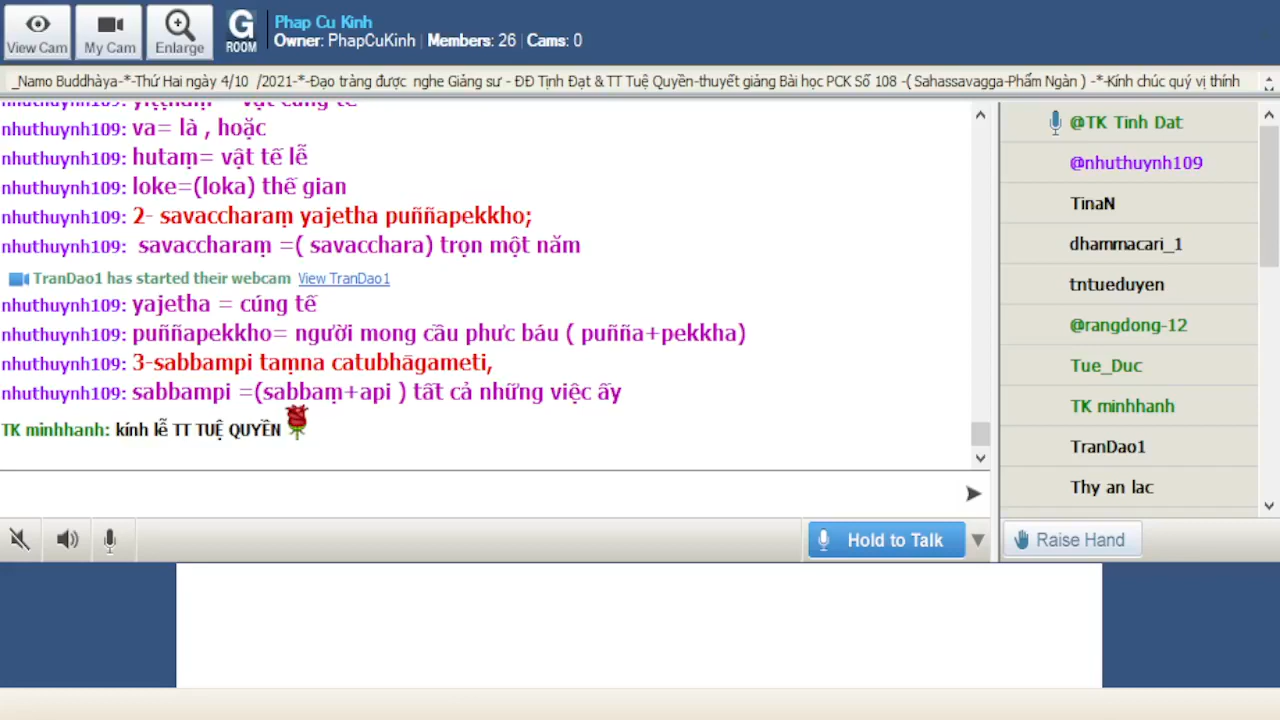 View Cam
My Cam
Enlarge
G
ROOM
Phap Cu Kinh
Owner: PhapCuKinh | Members: 26 | Cams: 0
_Namo Buddhàya-*-Thứ Hai ngày 4/10 /2021-*-Đạo tràng được nghe Giảng sư - ĐĐ Tịnh Đạt & TT Tuệ Quyền-thuyết giảng Bài học PCK Số 108 -( Sahassavagga-Phẩm Ngàn ) -*-Kính chúc quý vị thính
nhuthuynh109: va= là , hoặc
nhuthuynh109: hutaṃ= vật tế lễ
nhuthuynh109: loke=(loka) thế gian
nhuthuynh109: 2- savaccharaṃ yajetha puññapekkho;
nhuthuynh109: savaccharaṃ =( savacchara) trọn một năm
TranDao1 has started their webcam View TranDao1
nhuthuynh109: yajetha = cúng tế
nhuthuynh109: puññapekkho= người mong cầu phưc báu ( puñña+pekkha)
nhuthuynh109: 3-sabbampi taṃna catubhāgameti,
nhuthuynh109: sabbampi =(sabbaṃ+api ) tất cả những việc ấy
TK minhhanh: kính lễ TT TUỆ QUYỀN
@TK Tinh Dat
@nhuthuynh109
TinaN
dhammacari_1
tntueduyen
@rangdong-12
Tue_Duc
TK minhhanh
TranDao1
Thy an lac
Hold to Talk
Raise Hand